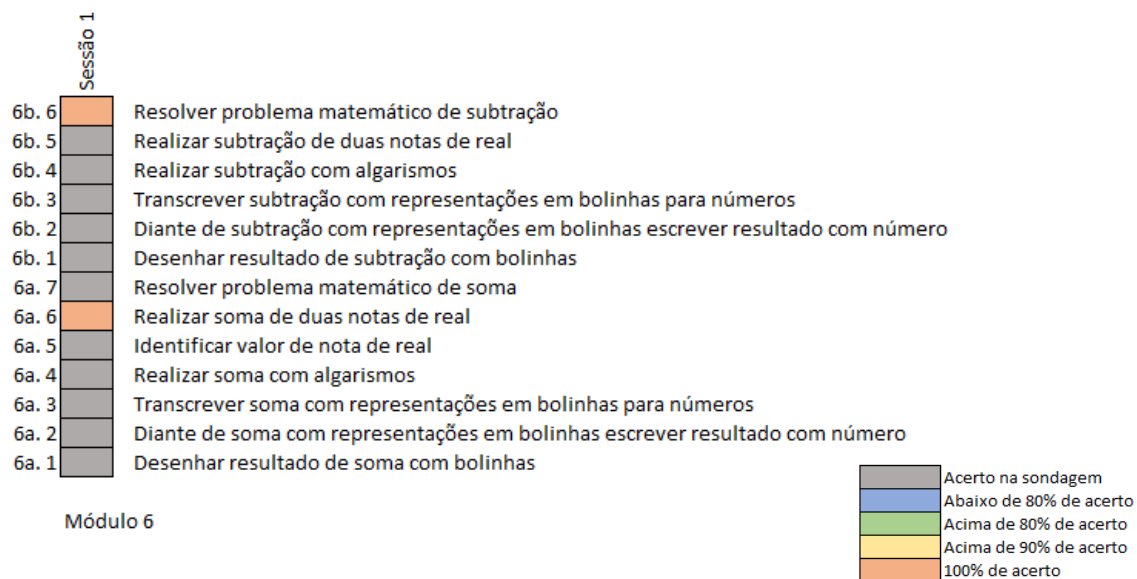 Sessão 1
6b. 6 Resolver problema matemático de subtração
6b. 5 Realizar subtração de duas notas de real
6b. 4 Realizar subtração com algarismos
6b. 3 Transcrever subtração com representações em bolinhas para números
6b. 2 Diante de subtração com representações em bolinhas escrever resultado com número
6b. 1 Desenhar resultado de subtração com bolinhas
6a. 7 Resolver problema matemático de soma
6a. 6 Realizar soma de duas notas de real
6a. 5 Identificar valor de nota de real
6a. 4 Realizar soma com algarismos
6a. 3 Transcrever soma com representações em bolinhas para números
6a. 2 Diante de soma com representações em bolinhas escrever resultado com número
6a. 1 Desenhar resultado de soma com bolinhas
Módulo 6
Acerto na sondagem
Abaixo de 80% de acerto
Acima de 80% de acerto
Acima de 90% de acerto
100% de acerto